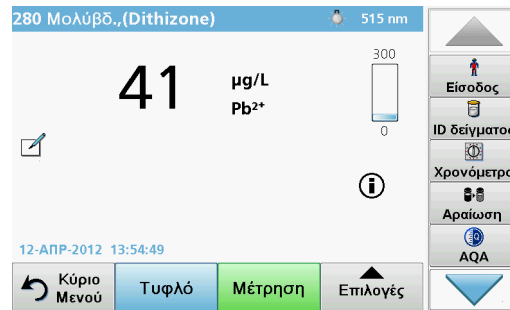 280 Μολύβδ.,(Dithizone)
515 nm
300
41
µg/L
Pb²⁺
0
12-ΑΠΡ-2012 13:54:49
Κύριο
Μενού
Τυφλό
Μέτρηση
Επιλογές
Είσοδος
ID δείγματος
Χρονόμετρο
Αραίωση
AQA